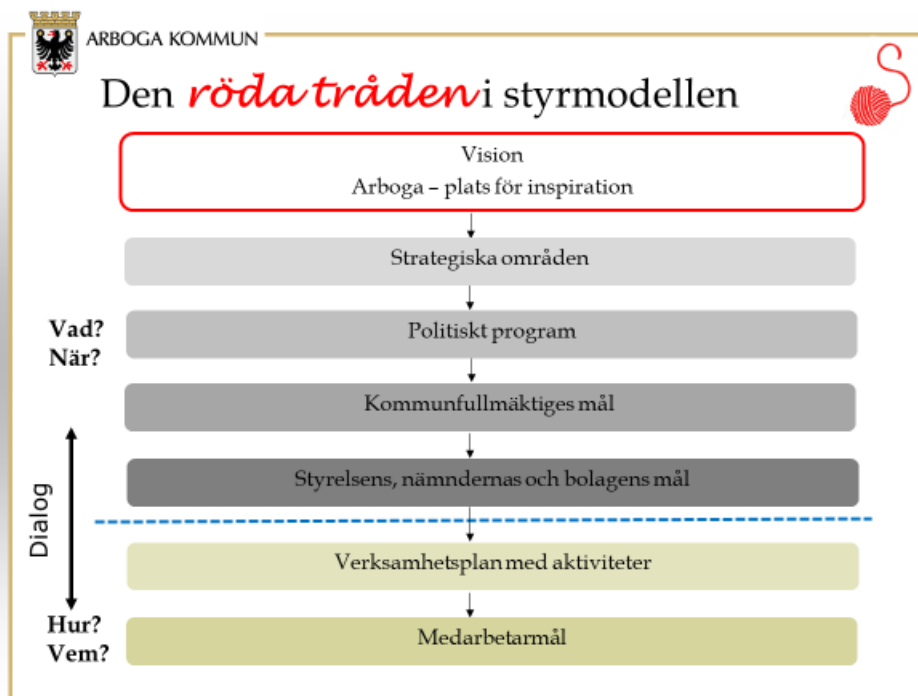 ARBOGA KOMMUN
Den röda tråden i styrmodellen
Vision
Arboga – plats för inspiration
Strategiska områden
Vad?
När?
Politiskt program
Kommunfullmäktiges mål
Styrelsens, nämndernas och bolagens mål
Dialog
Verksamhetsplan med aktiviteter
Hur?
Vem?
Medarbetarmål